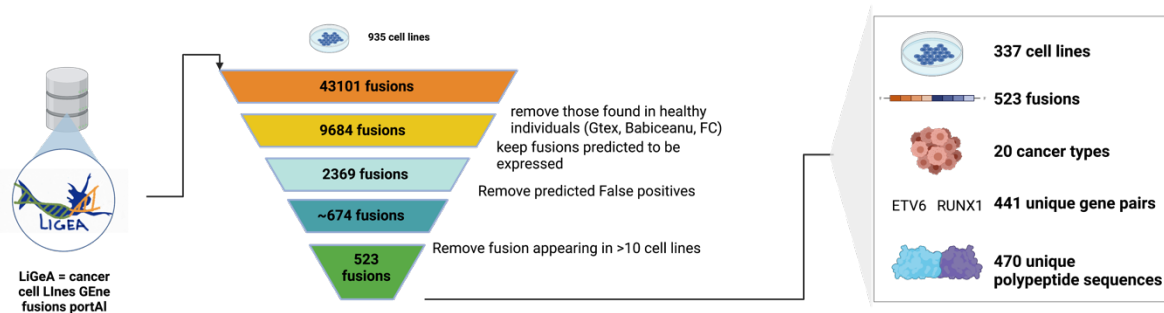 935 cell lines
43101 fusions
9684 fusions
2369 fusions
~674 fusions
523
fusions
remove those found in healthy
individuals (Gtex, Babiceanu, FC)
keep fusions predicted to be
expressed
Remove predicted False positives
Remove fusion appearing in >10 cell lines
LIGEA
LiGeA = cancer
cell LInes GEne
fusions portAl
337 cell lines
523 fusions
20 cancer types
ETV6 RUNX1
441 unique gene pairs
470 unique
polypeptide sequences